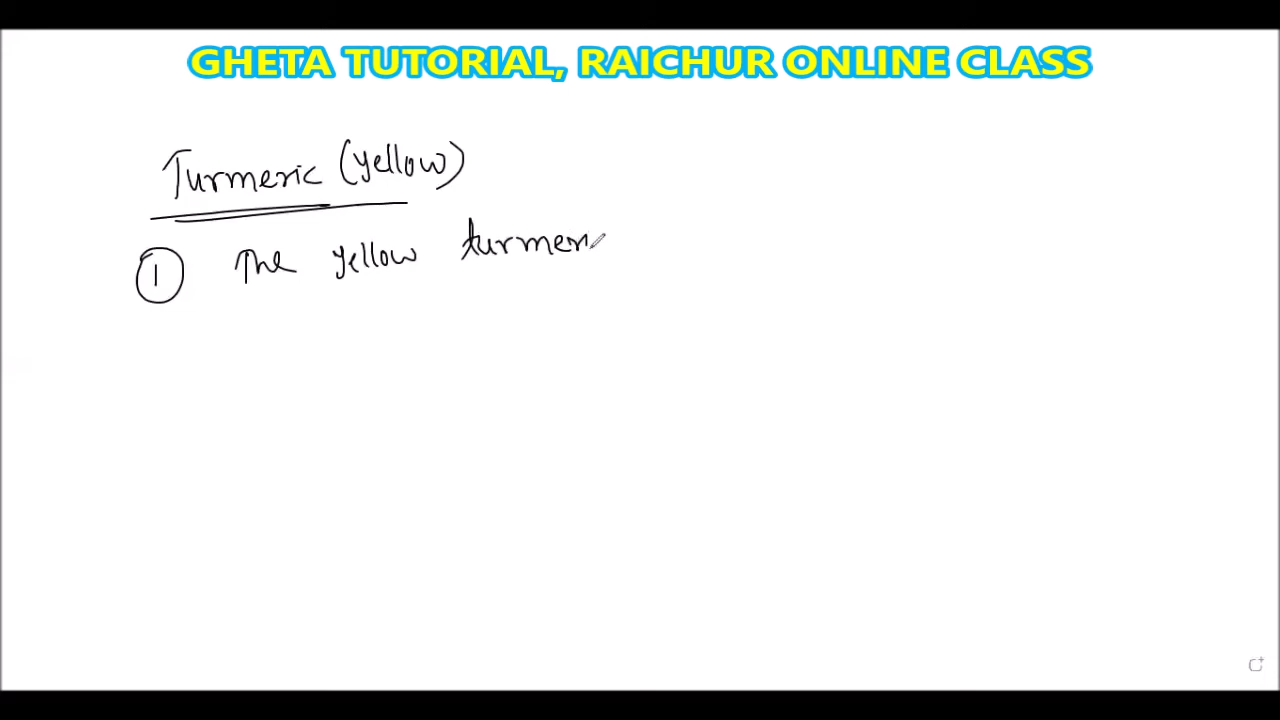 GHETA TUTORIAL, RAICHUR ONLINE CLASS
Turmeric (yellow)
① The yellow turmeri